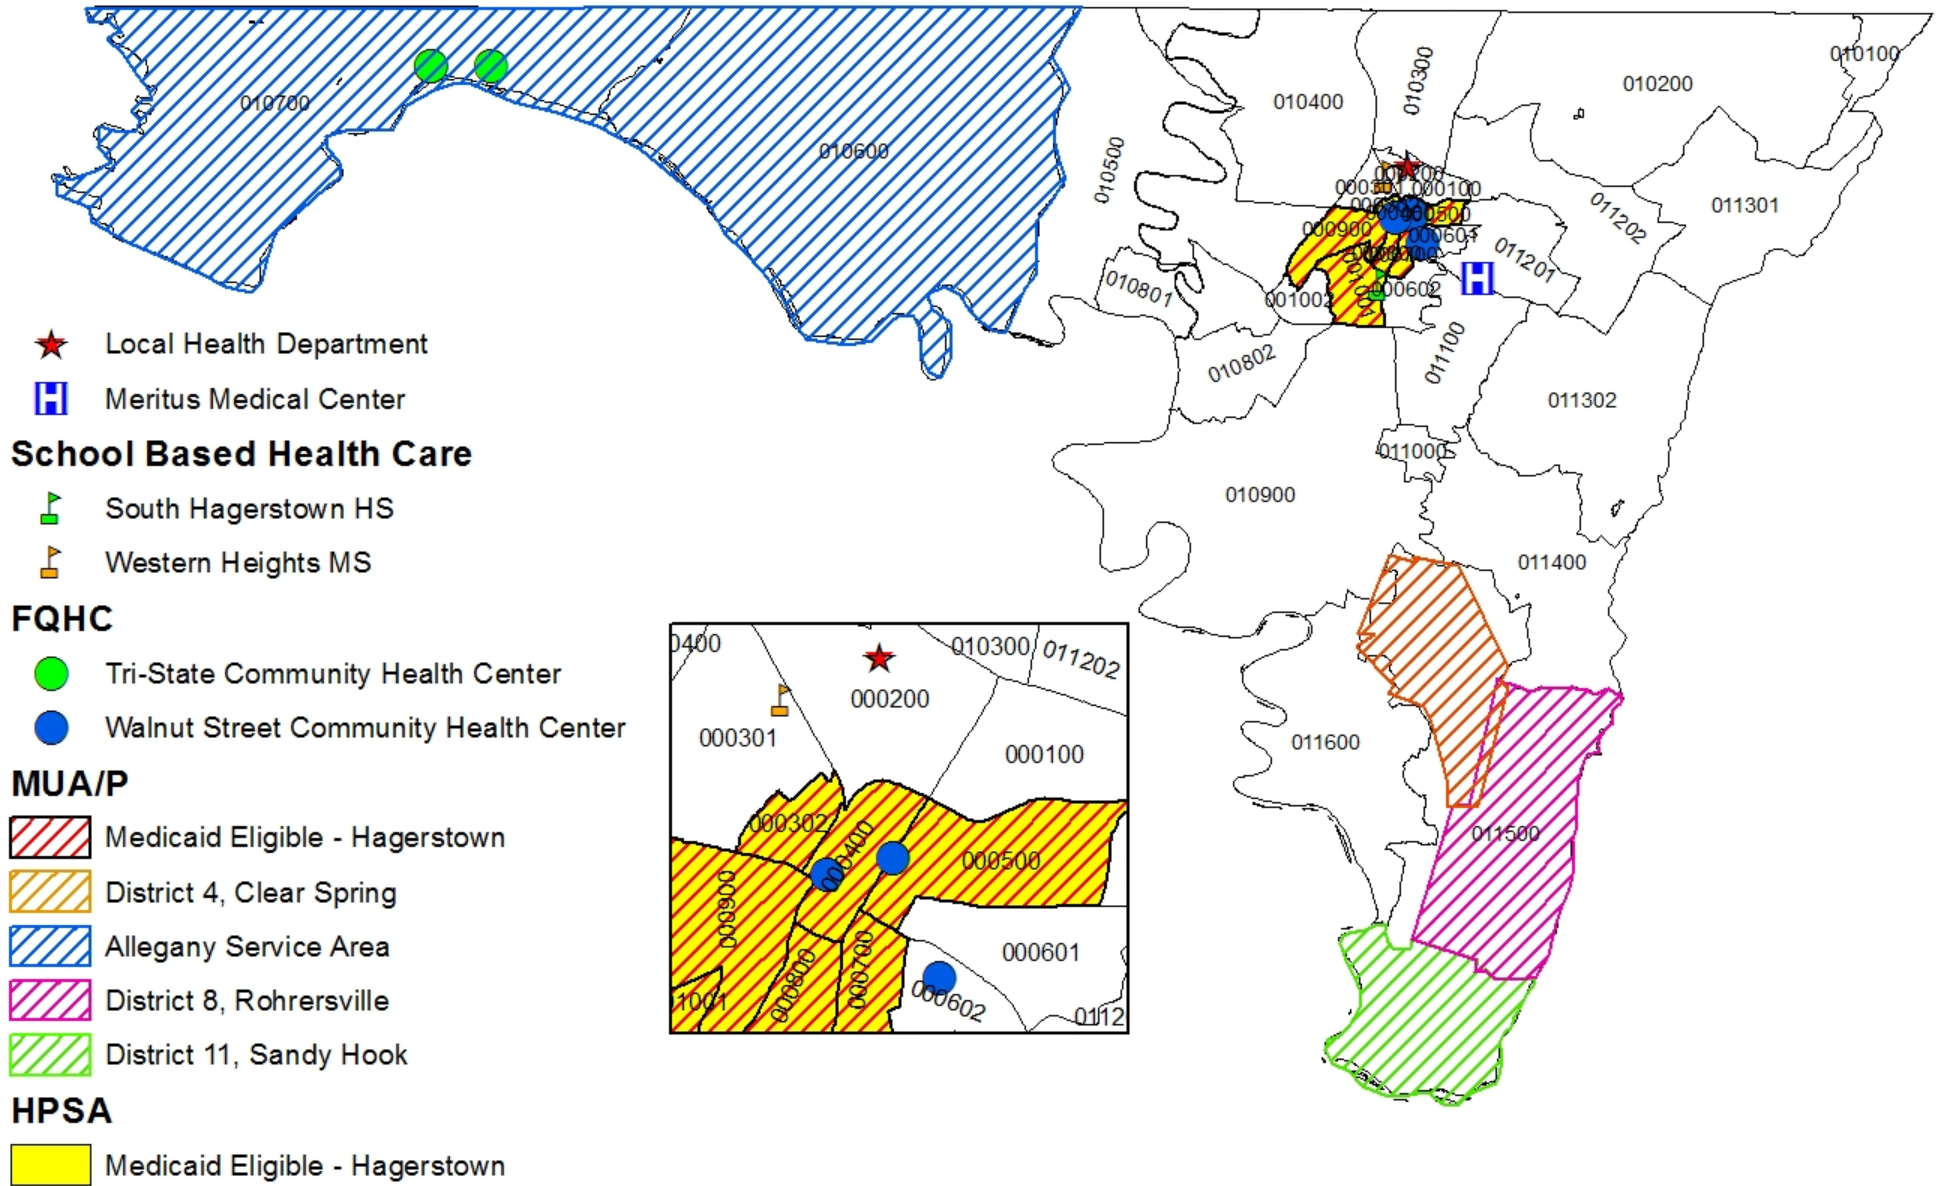 Local Health Department
Meritus Medical Center
School Based Health Care
South Hagerstown HS
Western Heights MS
FQHC
Tri-State Community Health Center
Walnut Street Community Health Center
MUA/P
Medicaid Eligible - Hagerstown
District 4, Clear Spring
Allegany Service Area
District 8, Rohrersville
District 11, Sandy Hook
HPSA
Medicaid Eligible - Hagerstown
010700
010600
010500
010400
010300
010200
010100
000200
000100
000500
000900
000601
000602
001002
011201
011202
011301
010801
010802
011100
011302
011000
010900
011400
011600
011500
0400
010300
011202
000200
000301
000100
000302
000400
000500
000900
000800
000700
000601
000602
1001
0112
H